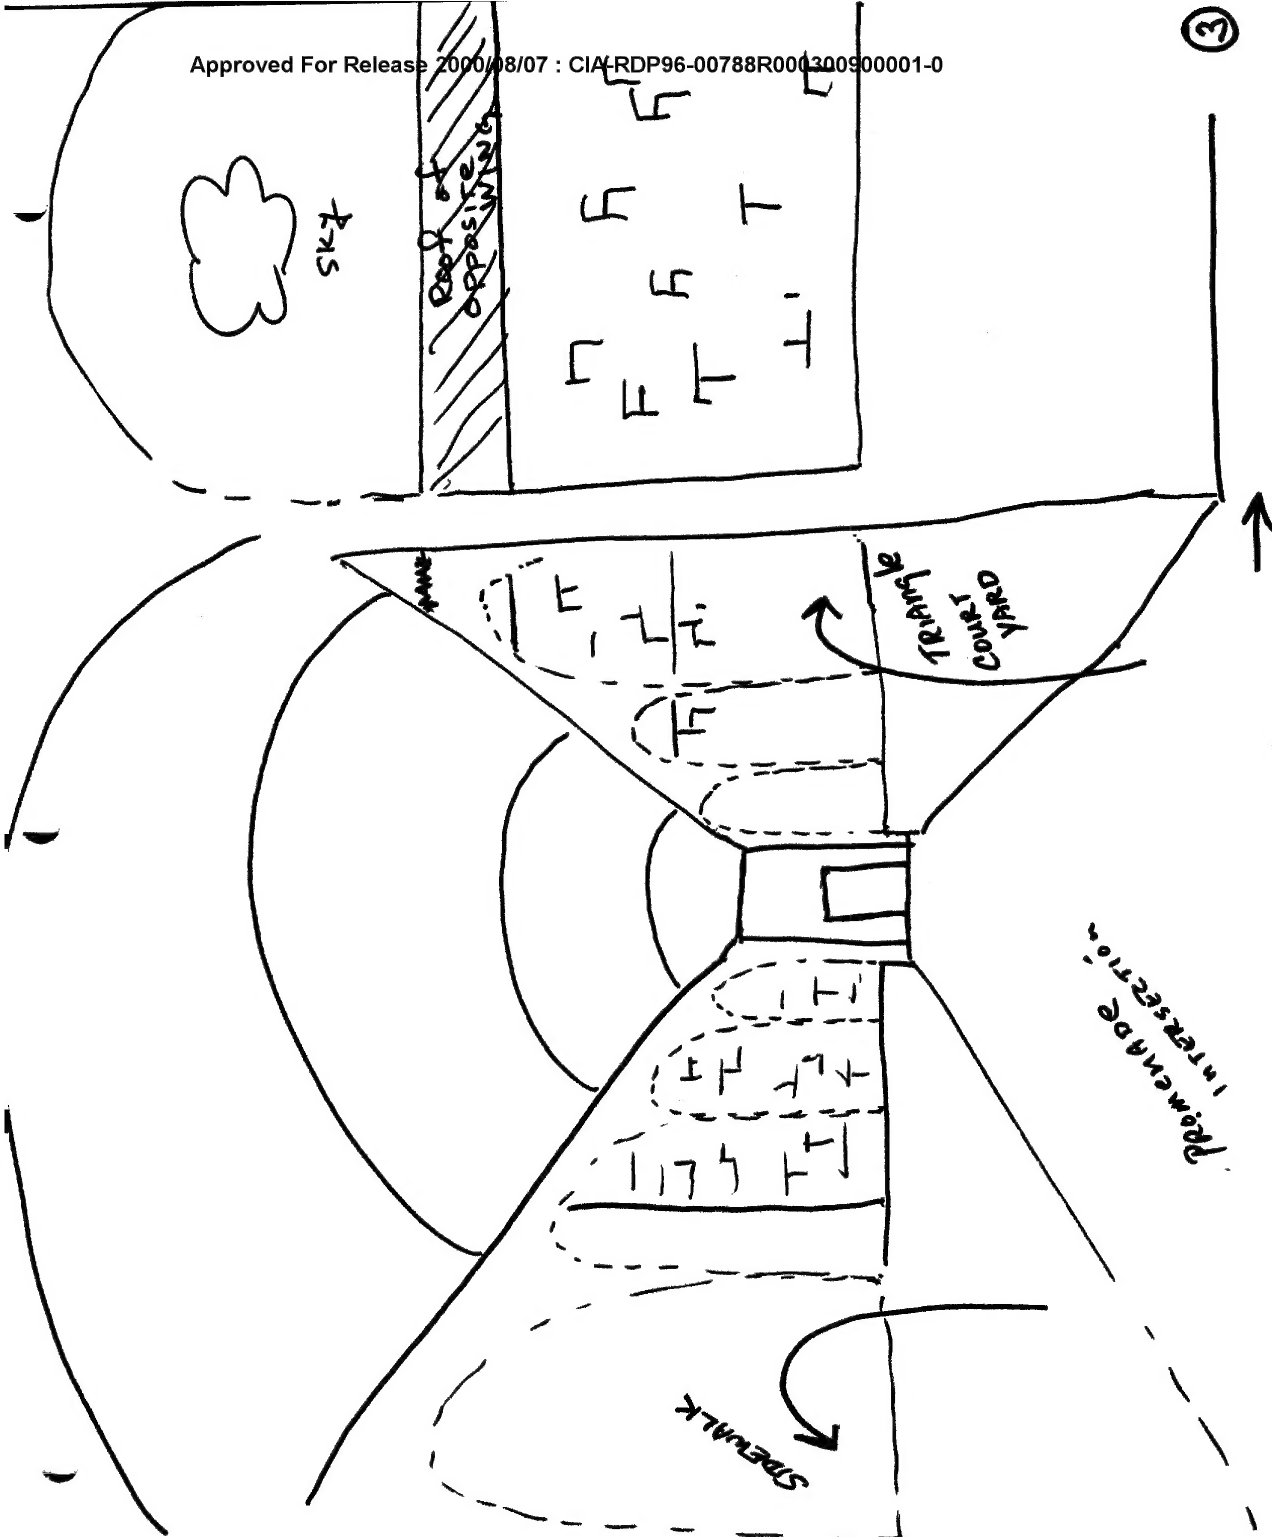 Approved For Release 2000/08/07 : CIA-RDP96-00788R000300900001-0
3
SKY
ROOF of
OPPOSITE
WING
TRIANGLE
COURT
YARD
PROMENADE
INTERSECTION
SIDEWALK